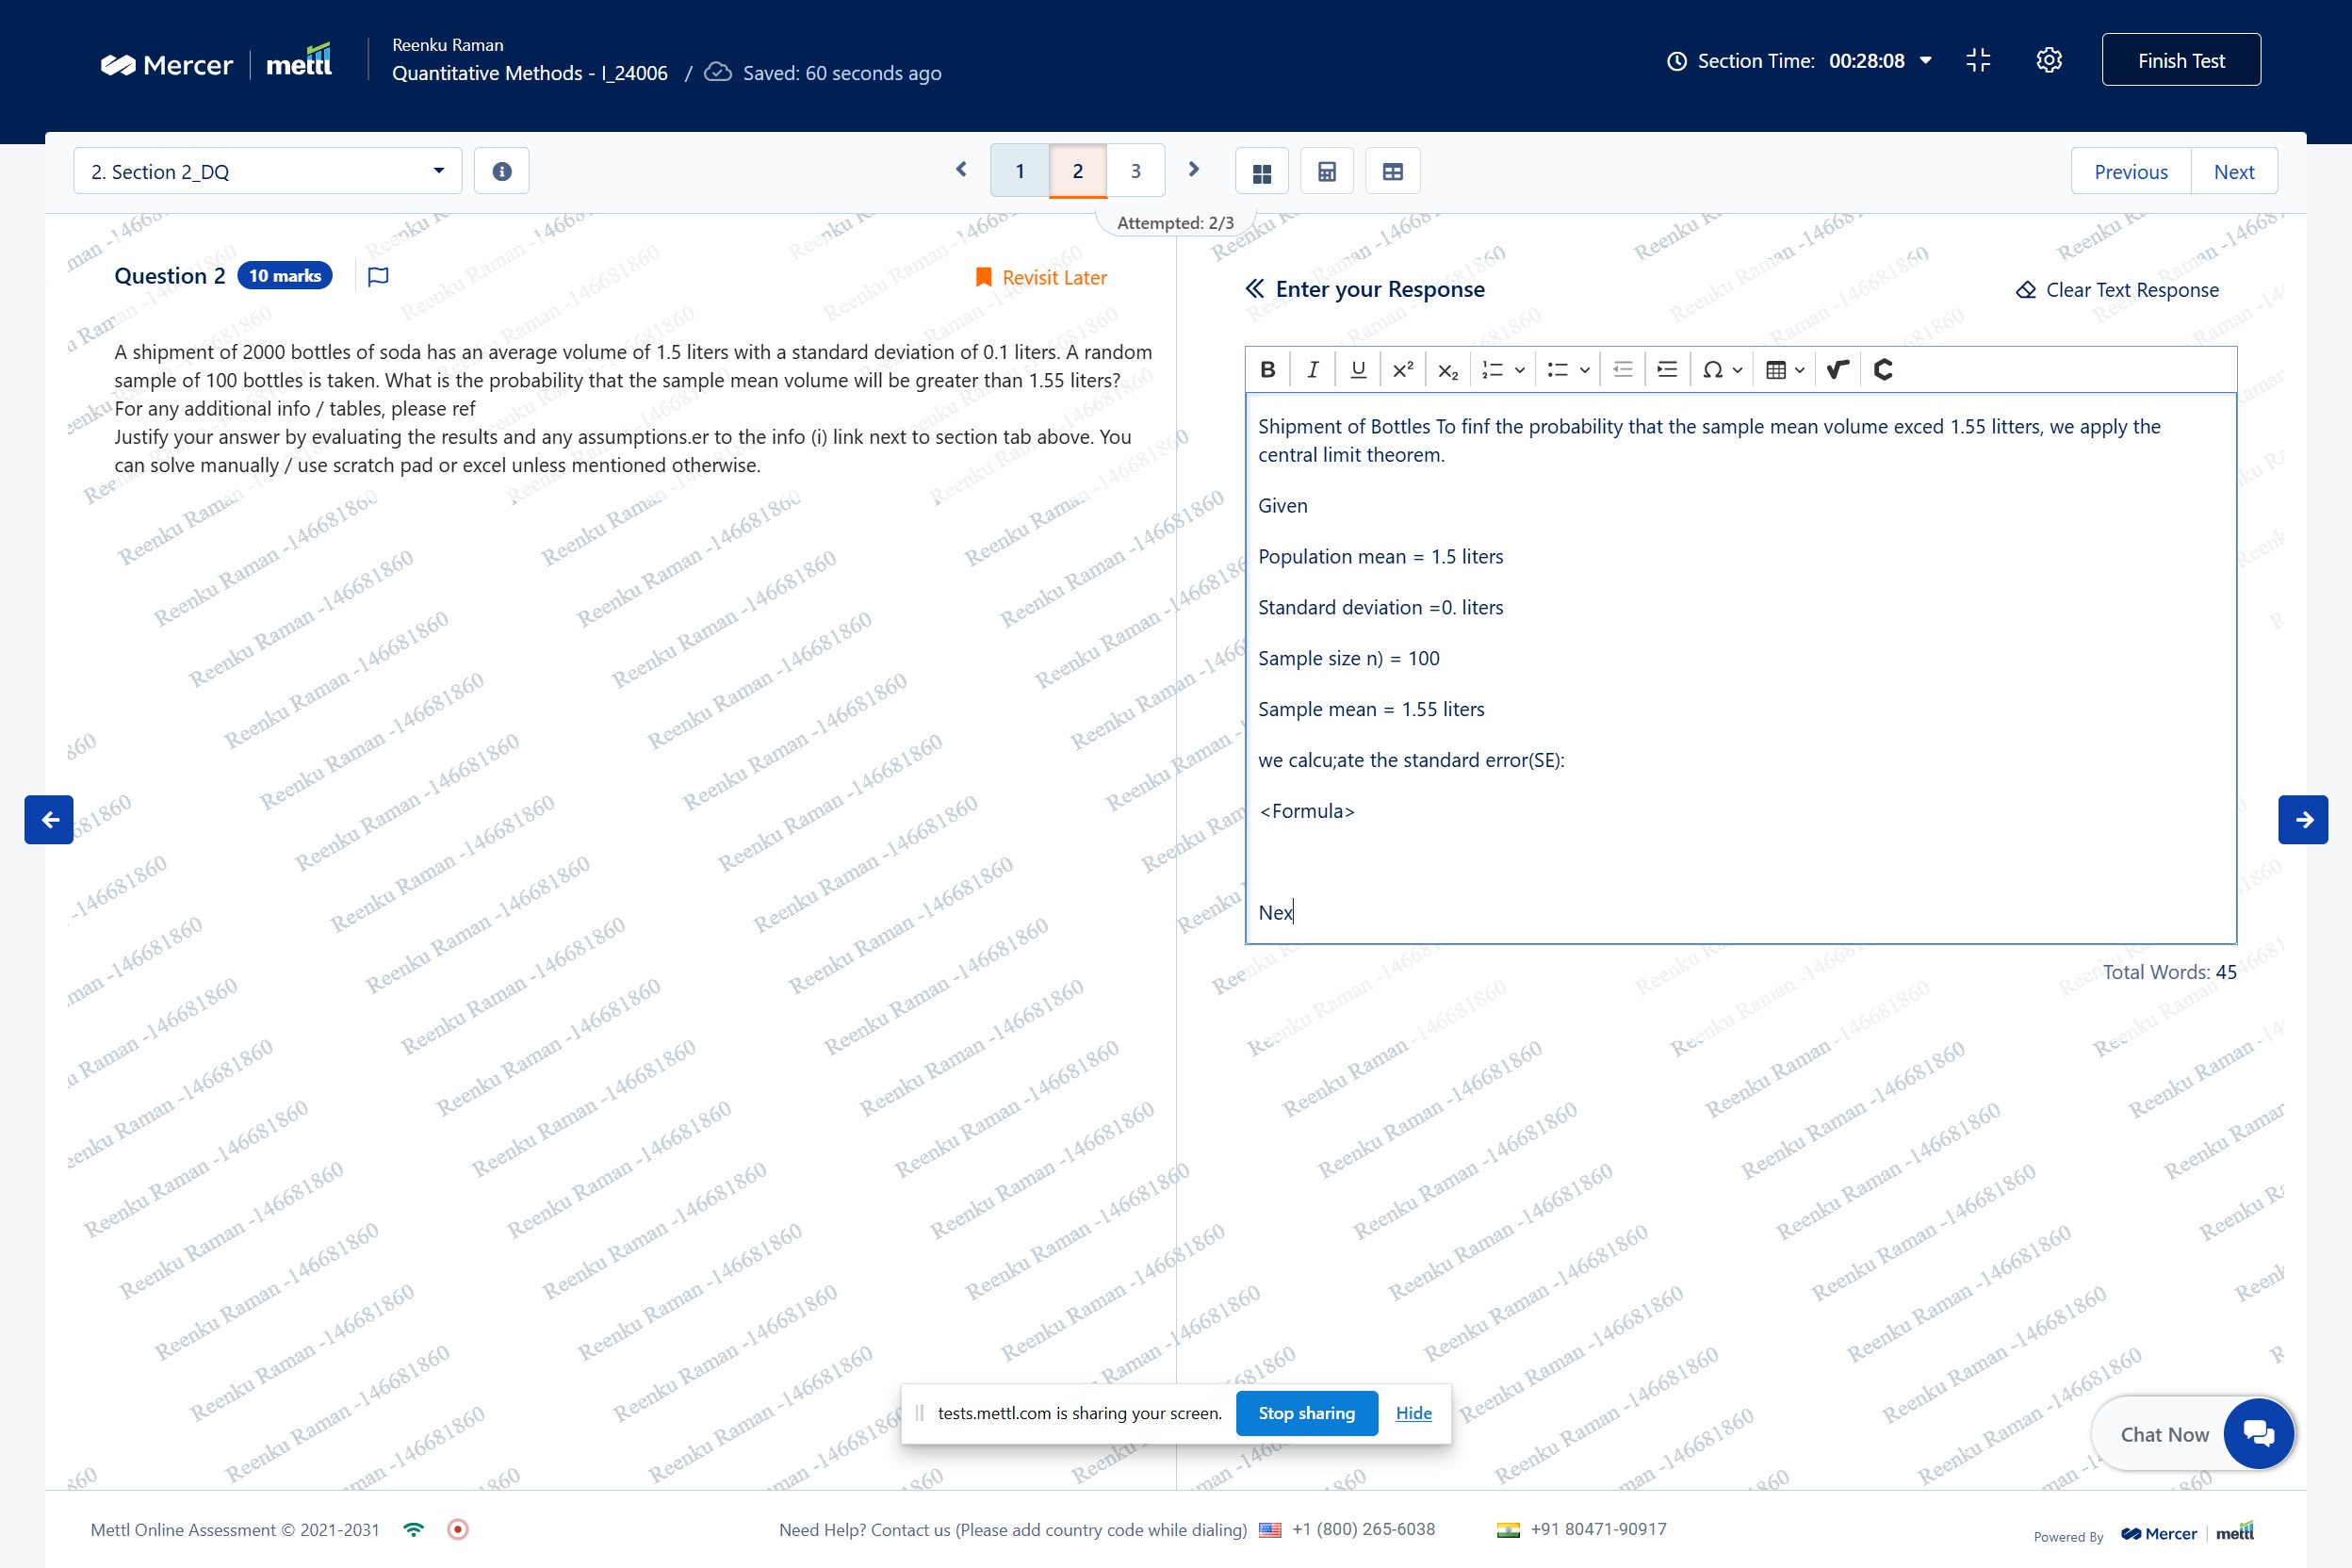 Mercer mettl
Reenku Raman
Quantitative Methods - I_24006 / Saved: 60 seconds ago
Section Time: 00:28:08
Finish Test
2. Section 2_DQ
1 2 3
Previous Next
Attempted: 2/3
Question 2 10 marks
Revisit Later
A shipment of 2000 bottles of soda has an average volume of 1.5 liters with a standard deviation of 0.1 liters. A random
sample of 100 bottles is taken. What is the probability that the sample mean volume will be greater than 1.55 liters?
For any additional info / tables, please ref
Justify your answer by evaluating the results and any assumptions.er to the info (i) link next to section tab above. You
can solve manually / use scratch pad or excel unless mentioned otherwise.
Enter your Response
Clear Text Response
Shipment of Bottles To finf the probability that the sample mean volume exced 1.55 litters, we apply the
central limit theorem.
Given
Population mean = 1.5 liters
Standard deviation =0. liters
Sample size n) = 100
Sample mean = 1.55 liters
we calcu;ate the standard error(SE):
<Formula>
Nex
Total Words: 45
Reenku Raman -146681860
tests.mettl.com is sharing your screen. Stop sharing Hide
Chat Now
Mettl Online Assessment © 2021-2031
Need Help? Contact us (Please add country code while dialing) +1 (800) 265-6038 +91 80471-90917
Powered By Mercer mettl